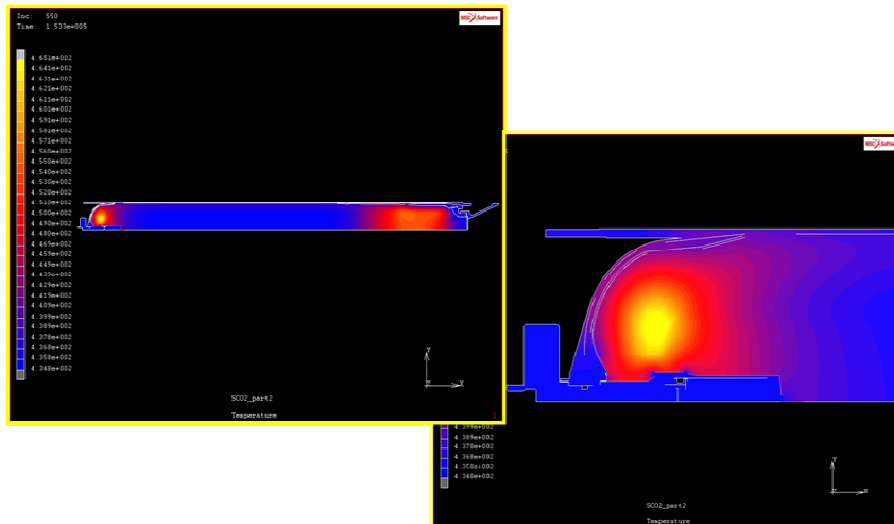 Inc: 550
Time: 1.533e+005
MSC Software
4.651e+002
4.641e+002
4.631e+002
4.621e+002
4.611e+002
4.601e+002
4.591e+002
4.581e+002
4.571e+002
4.560e+002
4.550e+002
4.540e+002
4.530e+002
4.520e+002
4.510e+002
4.500e+002
4.490e+002
4.480e+002
4.469e+002
4.459e+002
4.449e+002
4.439e+002
4.429e+002
4.419e+002
4.409e+002
4.399e+002
4.389e+002
4.378e+002
4.368e+002
4.358e+002
4.348e+002
Y
X
SCO2_part2
Temperature
1
MSC Software
4.399e+002
4.389e+002
4.378e+002
4.368e+002
4.358e+002
4.348e+002
Y
X
SCO2_part2
Temperature